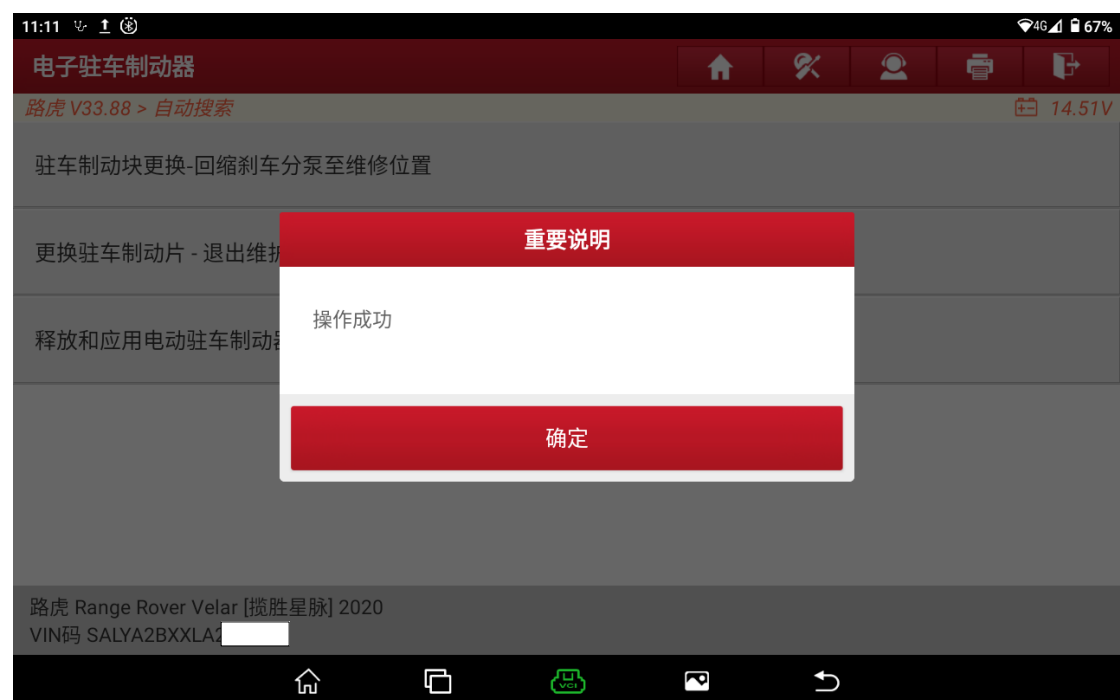 11:11
4G 67%
电子驻车制动器
路虎 V33.88 > 自动搜索
14.51V
驻车制动块更换-回缩刹车分泵至维修位置
更换驻车制动片 - 退出维
释放和应用电动驻车制动
重要说明
操作成功
确定
路虎 Range Rover Velar [揽胜星脉] 2020
VIN码 SALYA2BXXLA2
VCI